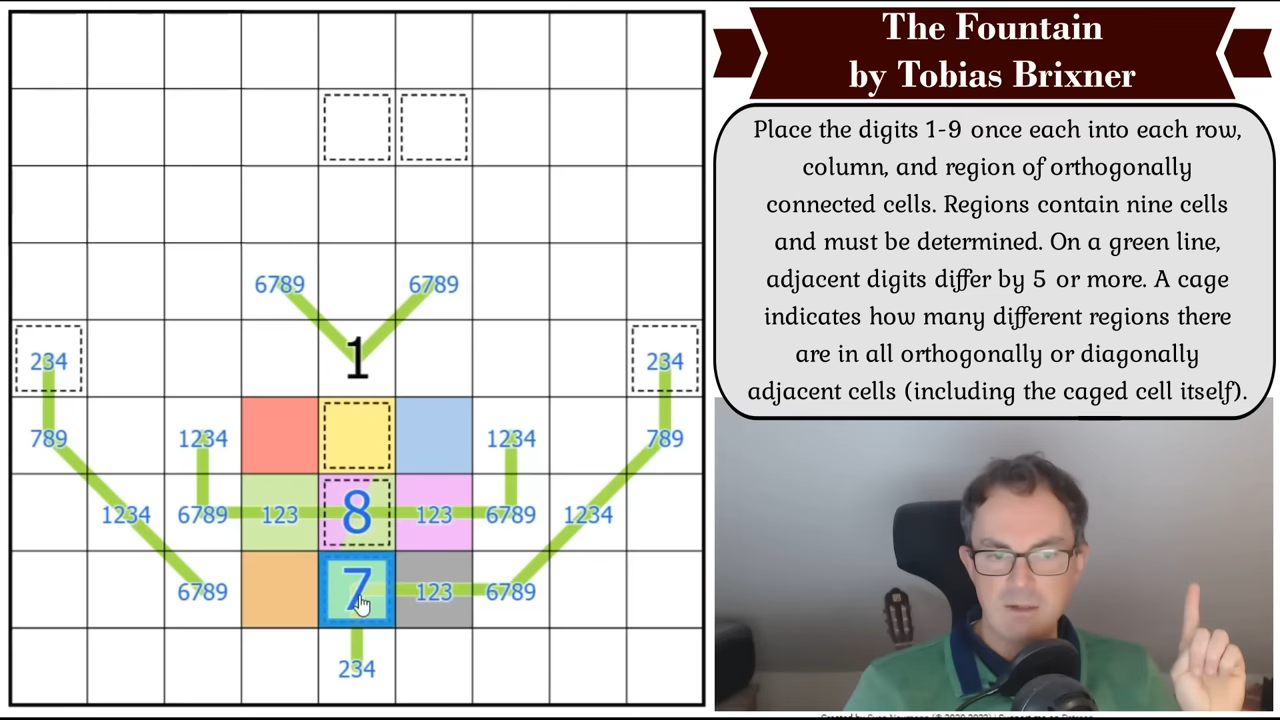 The Fountain
by Tobias Brixner
Place the digits 1-9 once each into each row,
column, and region of orthogonally
connected cells. Regions contain nine cells
and must be determined. On a green line,
adjacent digits differ by 5 or more. A cage
indicates how many different regions there
are in all orthogonally or diagonally
adjacent cells (including the caged cell itself).
6789 6789
234 1 234
789 1234 1234 789
1234 6789 123 8 123 6789 1234
6789 7 123 6789
234